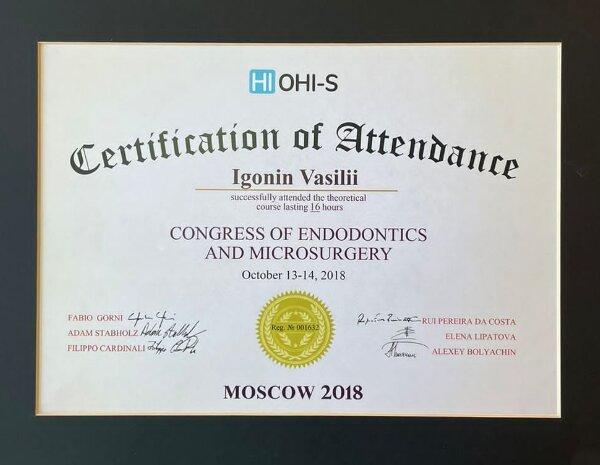 HI OHI-S
Certification of Attendance
Igonin Vasilii
successfully attended the theoretical
course lasting 16 hours
CONGRESS OF ENDODONTICS
AND MICROSURGERY
October 13-14, 2018
FABIO GORNI
ADAM STABHOLZ
FILIPPO CARDINALI
Reg. № 001632
RUI PEREIRA DA COSTA
ELENA LIPATOVA
ALEXEY BOLYACHIN
MOSCOW 2018